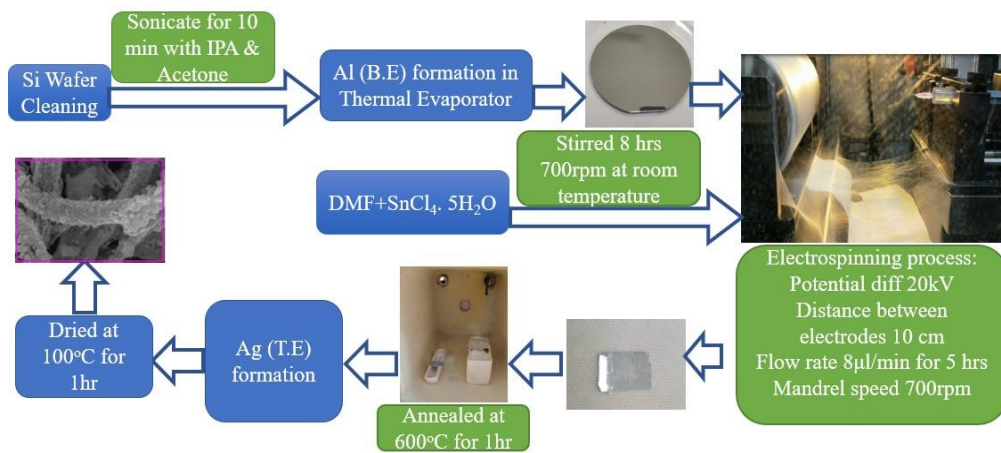 Sonicate for 10
min with IPA &
Acetone
Si Wafer
Cleaning
Al (B.E) formation in
Thermal Evaporator
Stirred 8 hrs
700rpm at room
temperature
DMF+SnCl₄. 5H₂O
Electrospinning process:
Potential diff 20kV
Distance between
electrodes 10 cm
Flow rate 8μl/min for 5 hrs
Mandrel speed 700rpm
Annealed at
600°C for 1hr
Ag (T.E)
formation
Dried at
100°C for
1hr